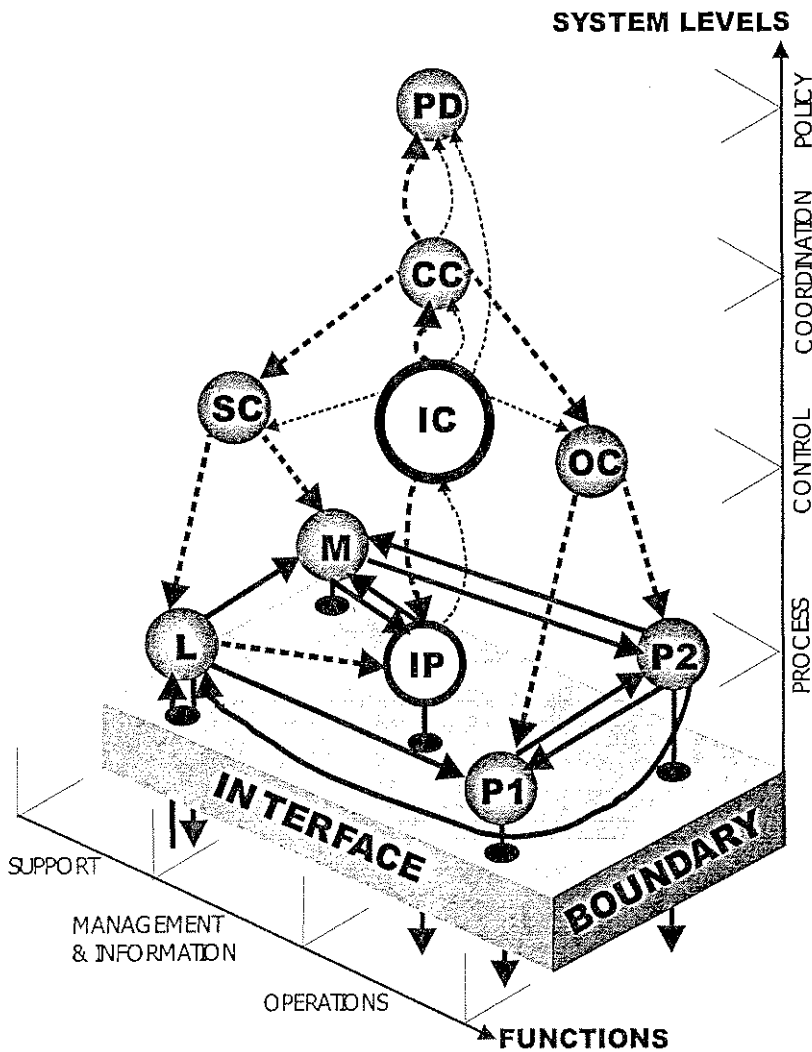 SYSTEM LEVELS
PD
POLICY
CC
COORDINATION
SC
IC
OC
CONTROL
M
L
IP
P2
PROCESS
P1
INTERFACE
BOUNDARY
SUPPORT
MANAGEMENT
& INFORMATION
OPERATIONS
FUNCTIONS